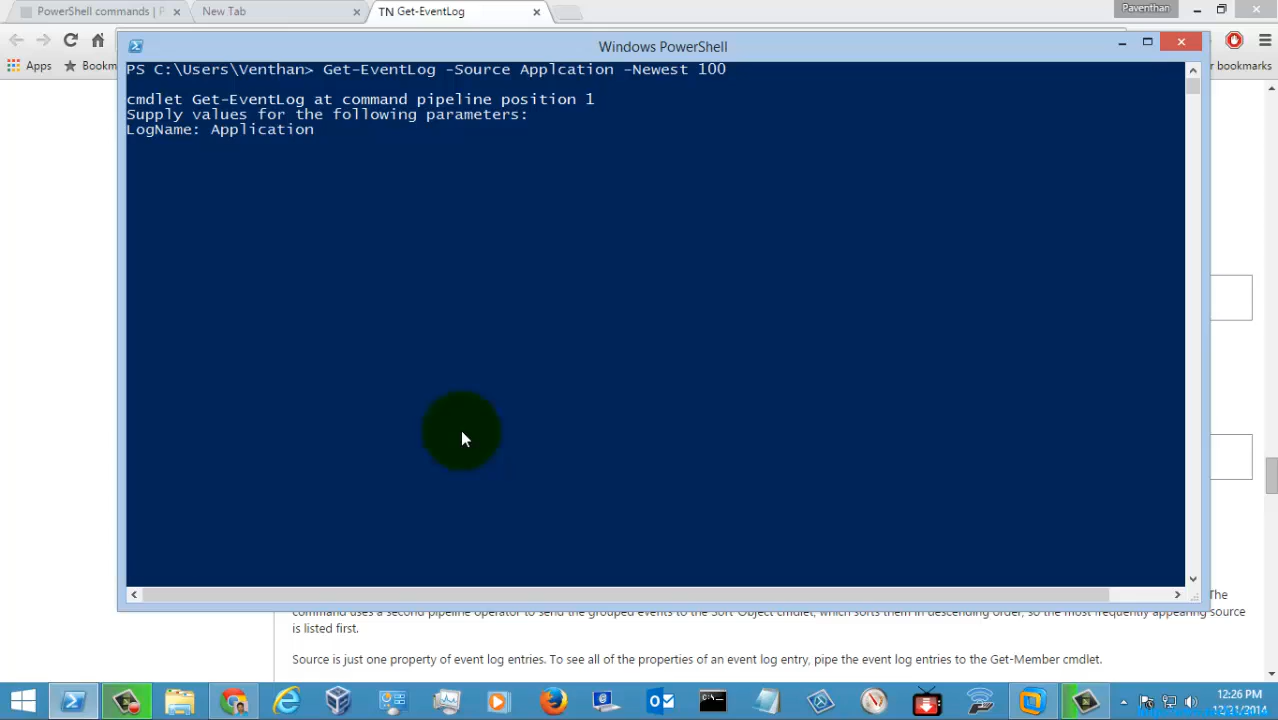 PowerShell commands | P
New Tab
TN Get-EventLog
Paventhan
Apps
Bookm
r bookmarks
Windows PowerShell
PS C:\Users\Venthan> Get-EventLog -Source Applcation -Newest 100
cmdlet Get-EventLog at command pipeline position 1
Supply values for the following parameters:
LogName: Application
The
command uses a second pipeline operator to send the grouped events to the Sort-Object cmdlet, which sorts them in descending order, so the most frequently appearing source
is listed first.
Source is just one property of event log entries. To see all of the properties of an event log entry, pipe the event log entries to the Get-Member cmdlet.
12:26 PM
12/31/2014